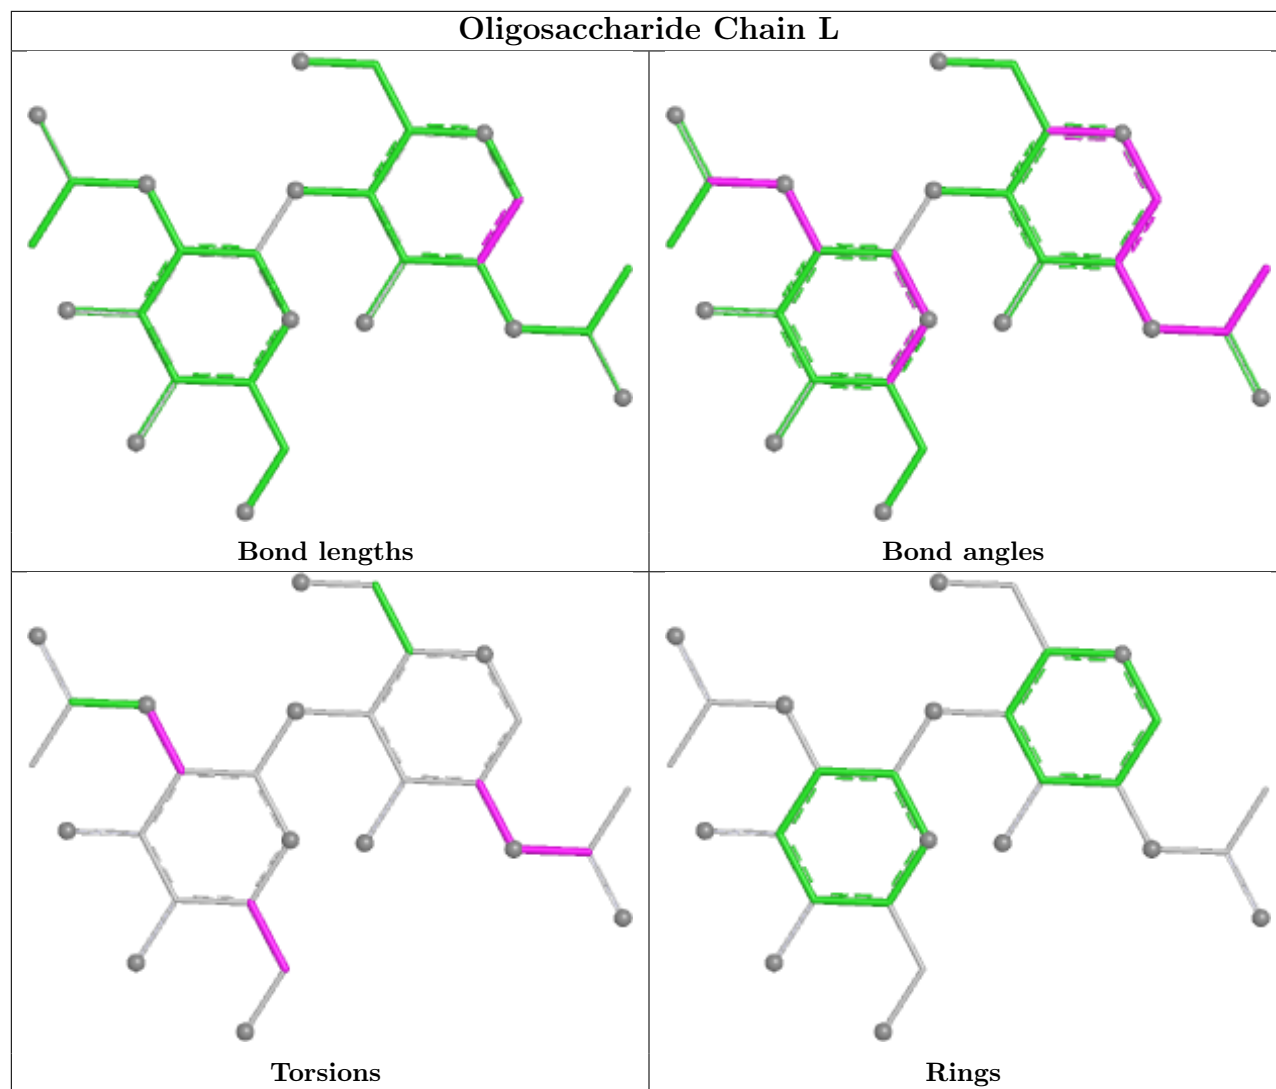 Oligosaccharide Chain L
Bond lengths
Bond angles
Torsions
Rings